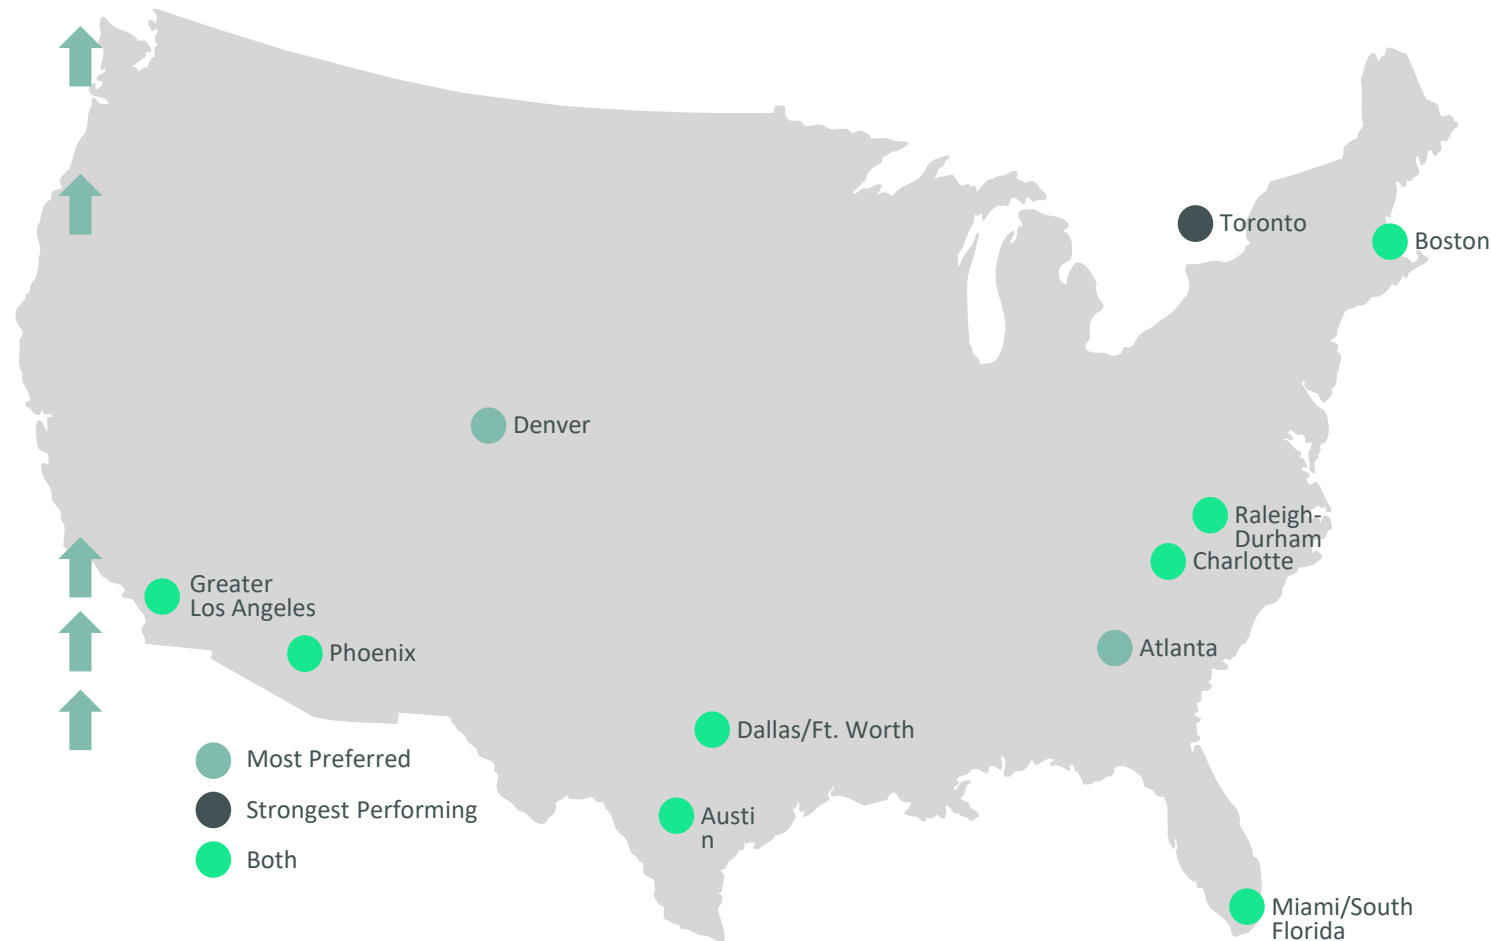 Toronto
Boston
Denver
Raleigh-
Durham
Charlotte
Greater
Los Angeles
Phoenix
Atlanta
Dallas/Ft. Worth
Most Preferred
Strongest Performing
Austi
n
Both
Miami/South
Florida